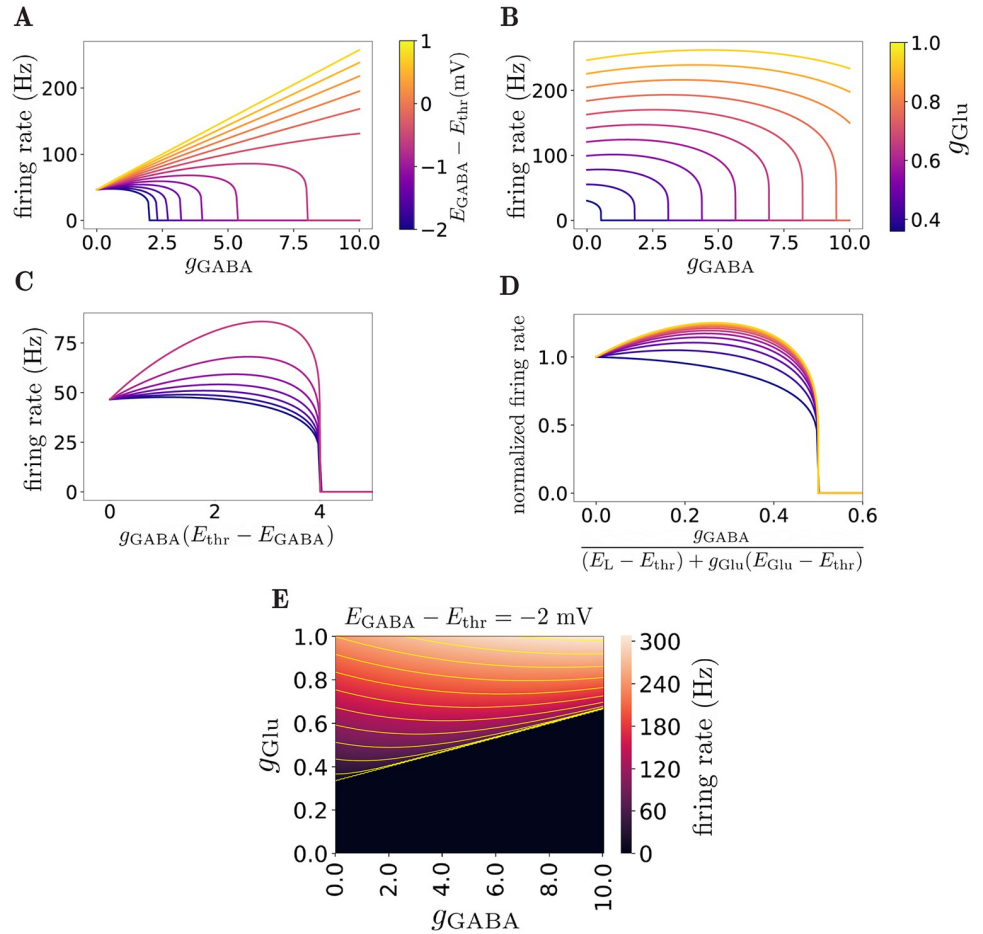 A
firing rate (Hz)
200
100
0
0.0 2.5 5.0 7.5 10.0
gGABA
1
0
−1
−2
EGABA − Ethr(mV)
B
firing rate (Hz)
200
100
0
0.0 2.5 5.0 7.5 10.0
gGABA
1.0
0.8
0.6
0.4
gGlu
C
firing rate (Hz)
75
50
25
0
0 2 4
gGABA(Ethr − EGABA)
D
normalized firing rate
1.0
0.5
0.0
0.0 0.2 0.4 0.6
gGABA
(EL − Ethr) + gGlu(EGlu − Ethr)
E
EGABA − Ethr = −2 mV
gGlu
1.0
0.8
0.6
0.4
0.2
0.0
0.0 2.0 4.0 6.0 8.0 10.0
gGABA
300
240
180
120
60
0
firing rate (Hz)